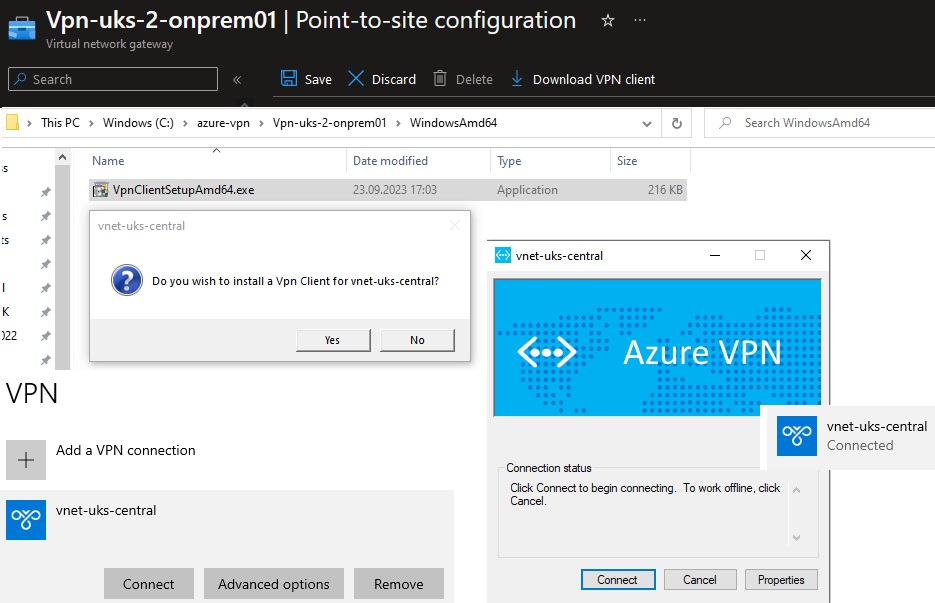 Vpn-uks-2-onprem01 | Point-to-site configuration ☆ ···
Virtual network gateway
Search « Save Discard Delete Download VPN client
This PC > Windows (C:) > azure-vpn > Vpn-uks-2-onprem01 > WindowsAmd64
Search WindowsAmd64
Name Date modified Type Size
VpnClientSetupAmd64.exe 23.09.2023 17:03 Application 216 KB
vnet-uks-central
Do you wish to install a Vpn Client for vnet-uks-central?
Yes No
vnet-uks-central
Azure VPN
Connection status
Click Connect to begin connecting. To work offline, click
Cancel.
Connect Cancel Properties
vnet-uks-central
Connected
VPN
Add a VPN connection
vnet-uks-central
Connect Advanced options Remove